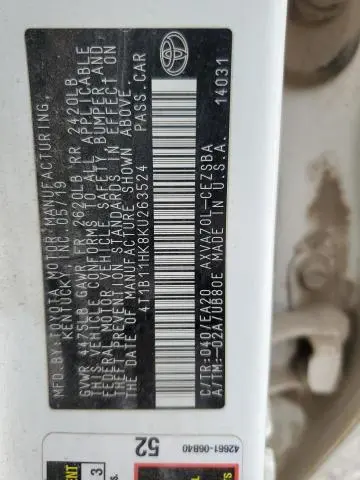 MFD.BY:TOYOTA MOTOR MANUFACTURING,
KENTUCKY, INC. 05/19
GVWR 4475LB GAWR FR 2620LB RR 2420LB
THIS VEHICLE CONFORMS TO ALL APPLICABLE
FEDERAL MOTOR VEHICLE SAFETY, BUMPER AND
THEFT PREVENTION STANDARDS IN EFFECT ON
THE DATE OF MANUFACTURE SHOWN ABOVE.
4T1B11HK8KU203524 PASS.CAR
C/TR:040/EA20 AXVA70L-CEZSBA
A/TM:-02A/UB80E MADE IN U.S.A.
14031
TOYOTA
42661-06B40
52
3